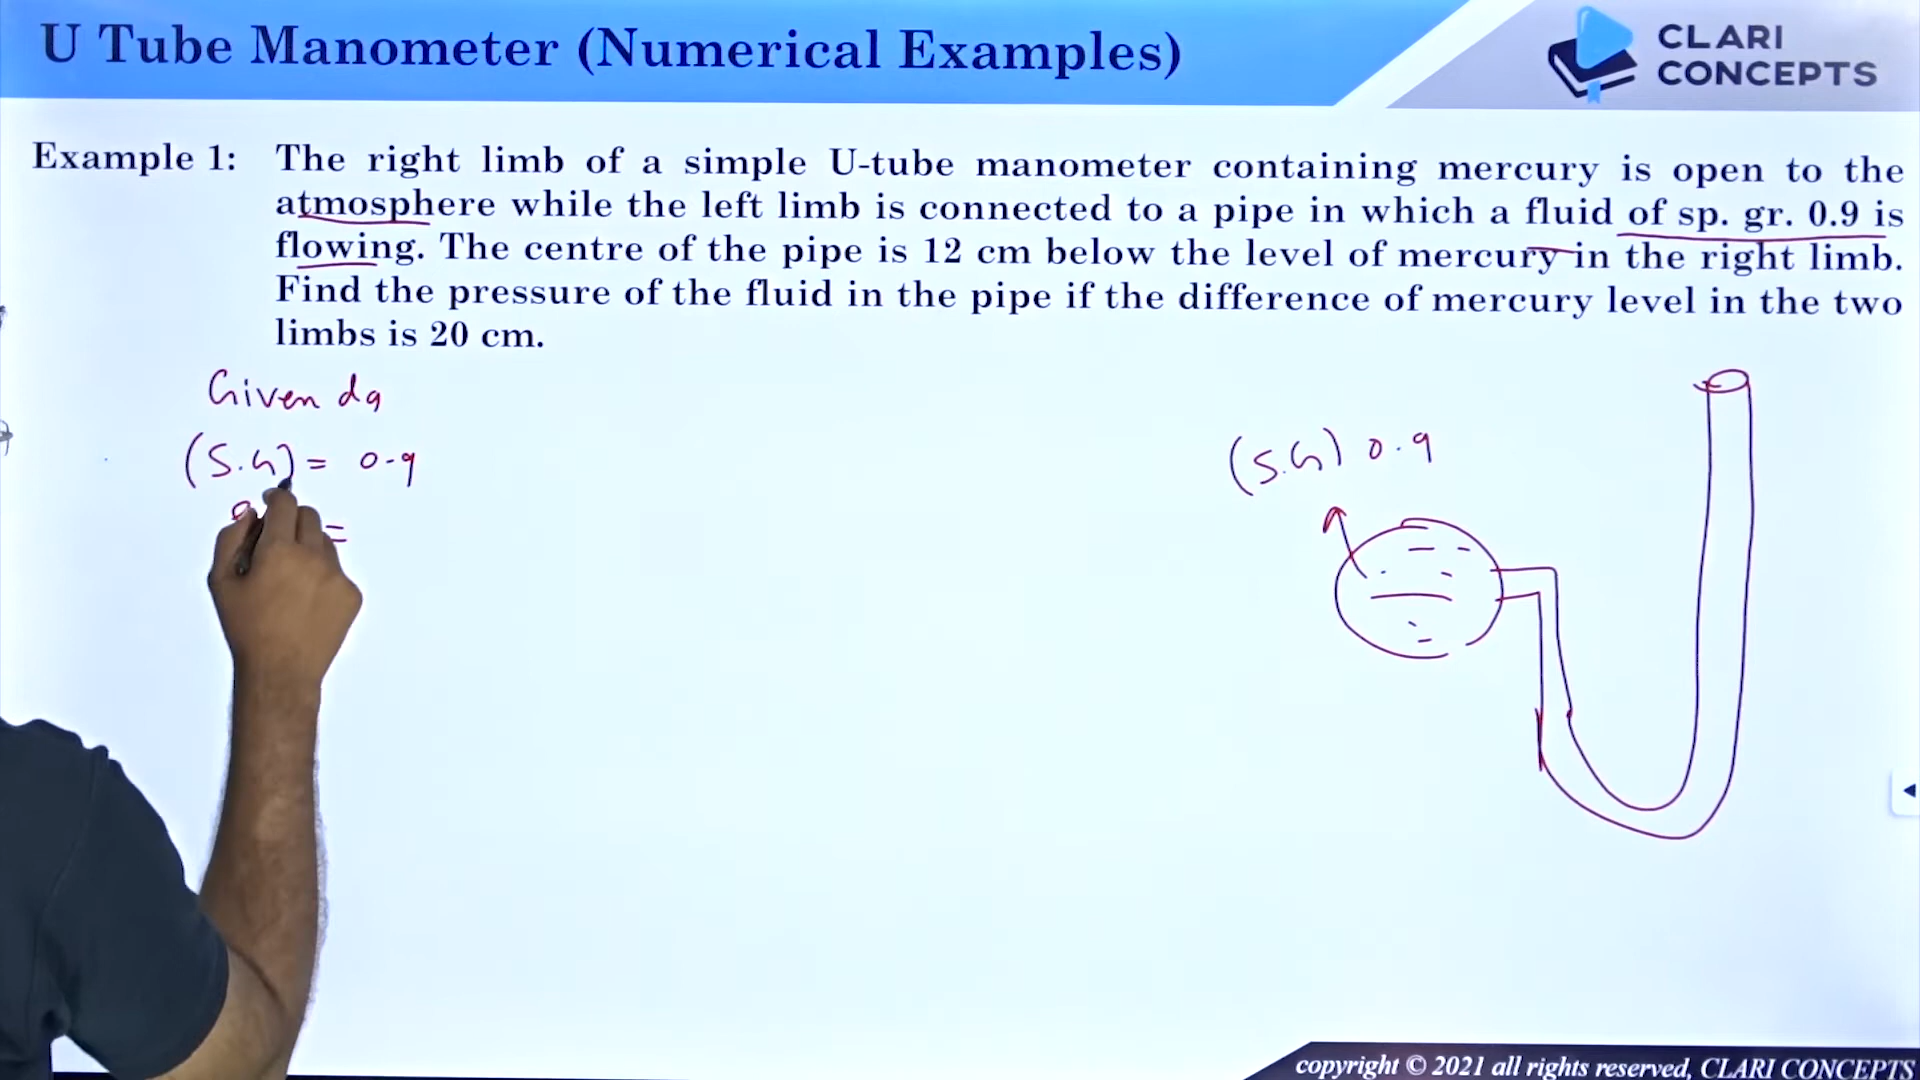 U Tube Manometer (Numerical Examples)
CLARI
CONCEPTS
Example 1: The right limb of a simple U-tube manometer containing mercury is open to the
atmosphere while the left limb is connected to a pipe in which a fluid of sp. gr. 0.9 is
flowing. The centre of the pipe is 12 cm below the level of mercury in the right limb.
Find the pressure of the fluid in the pipe if the difference of mercury level in the two
limbs is 20 cm.
Given da
(S.G) = 0.9
=
(S.G) 0.9
copyright © 2021 all rights reserved, CLARI CONCEPTS